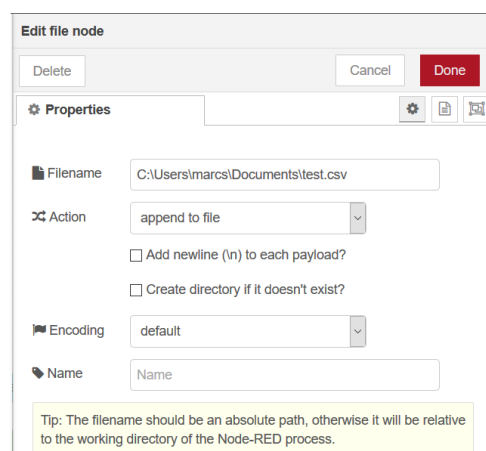 Edit file node
Delete
Cancel
Done
Properties
Filename
C:\Users\marcs\Documents\test.csv
Action
append to file
Add newline (\n) to each payload?
Create directory if it doesn't exist?
Encoding
default
Name
Name
Tip: The filename should be an absolute path, otherwise it will be relative
to the working directory of the Node-RED process.